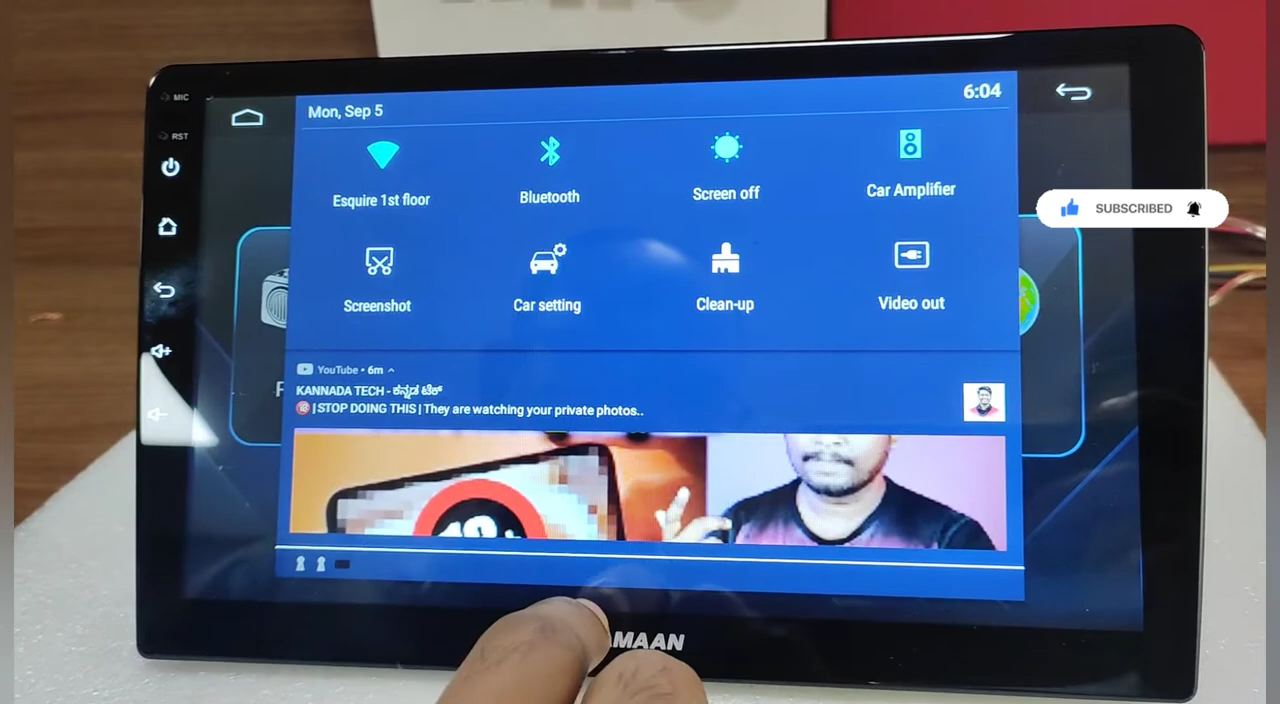 MIC
RST
Mon, Sep 5
6:04
Esquire 1st floor
Bluetooth
Screen off
Car Amplifier
SUBSCRIBED
Screenshot
Car setting
Clean-up
Video out
YouTube • 6m
KANNADA TECH - ಕನ್ನಡ ಟೆಕ್
🔞 | STOP DOING THIS | They are watching your private photos..